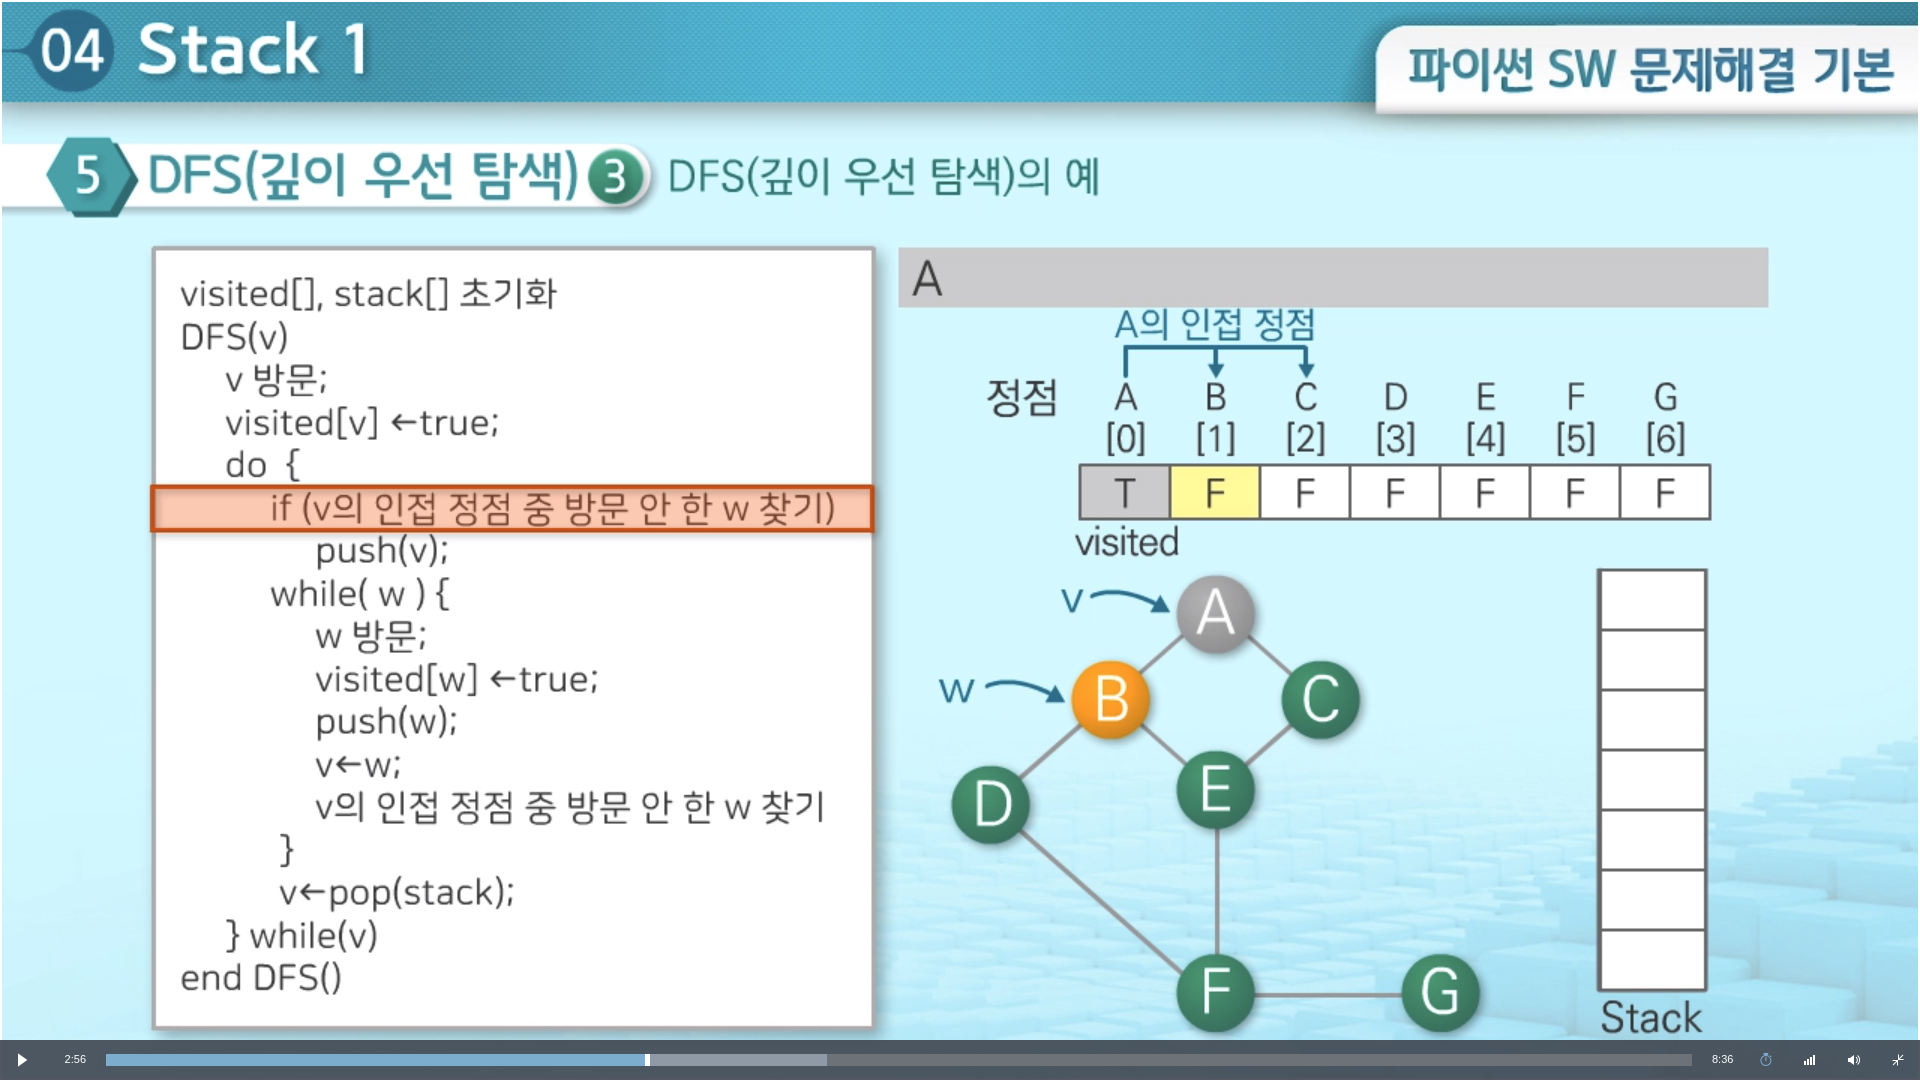 04 Stack 1
파이썬 SW 문제해결 기본
5 DFS(깊이 우선 탐색) 3 DFS(깊이 우선 탐색)의 예
visited[], stack[] 초기화
DFS(v)
v 방문;
visited[v] ←true;
do {
if (v의 인접 정점 중 방문 안 한 w 찾기)
push(v);
while( w ) {
w 방문;
visited[w] ←true;
push(w);
v←w;
v의 인접 정점 중 방문 안 한 w 찾기
}
v←pop(stack);
} while(v)
end DFS()
A
A의 인접 정점
정점 A B C D E F G
[0] [1] [2] [3] [4] [5] [6]
T F F F F F F
visited
v A
w B C
D E
F G
Stack
2:56 8:36